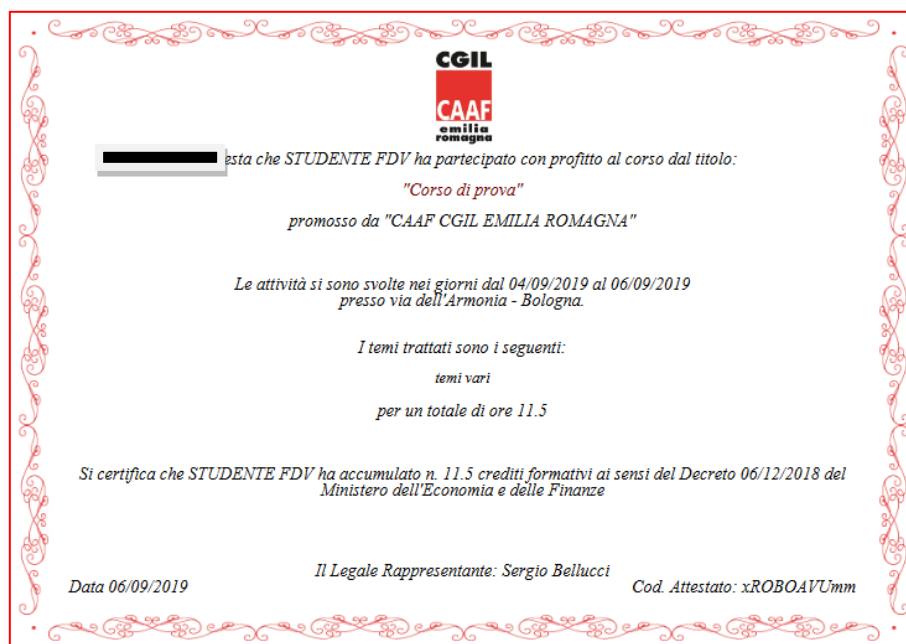 CGIL
CAAF
emilia
romagna
esta che STUDENTE FDV ha partecipato con profitto al corso dal titolo:
"Corso di prova"
promosso da "CAAF CGIL EMILIA ROMAGNA"
Le attività si sono svolte nei giorni dal 04/09/2019 al 06/09/2019
presso via dell'Armonia - Bologna.
I temi trattati sono i seguenti:
temi vari
per un totale di ore 11.5
Si certifica che STUDENTE FDV ha accumulato n. 11.5 crediti formativi ai sensi del Decreto 06/12/2018 del
Ministero dell'Economia e delle Finanze
Il Legale Rappresentante: Sergio Bellucci
Data 06/09/2019
Cod. Attestato: xROBOAVUmm